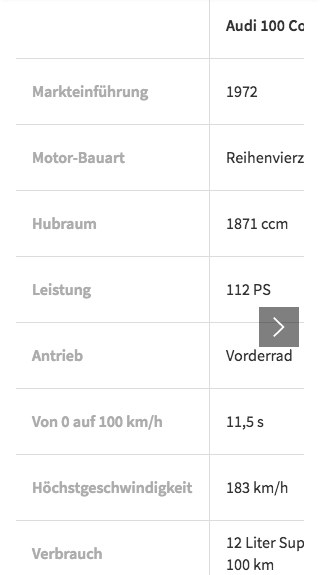 Audi 100 Co
Markteinführung 1972
Motor-Bauart Reihenvierz
Hubraum 1871 ccm
Leistung 112 PS
Antrieb Vorderrad
Von 0 auf 100 km/h 11,5 s
Höchstgeschwindigkeit 183 km/h
Verbrauch 12 Liter Sup
100 km